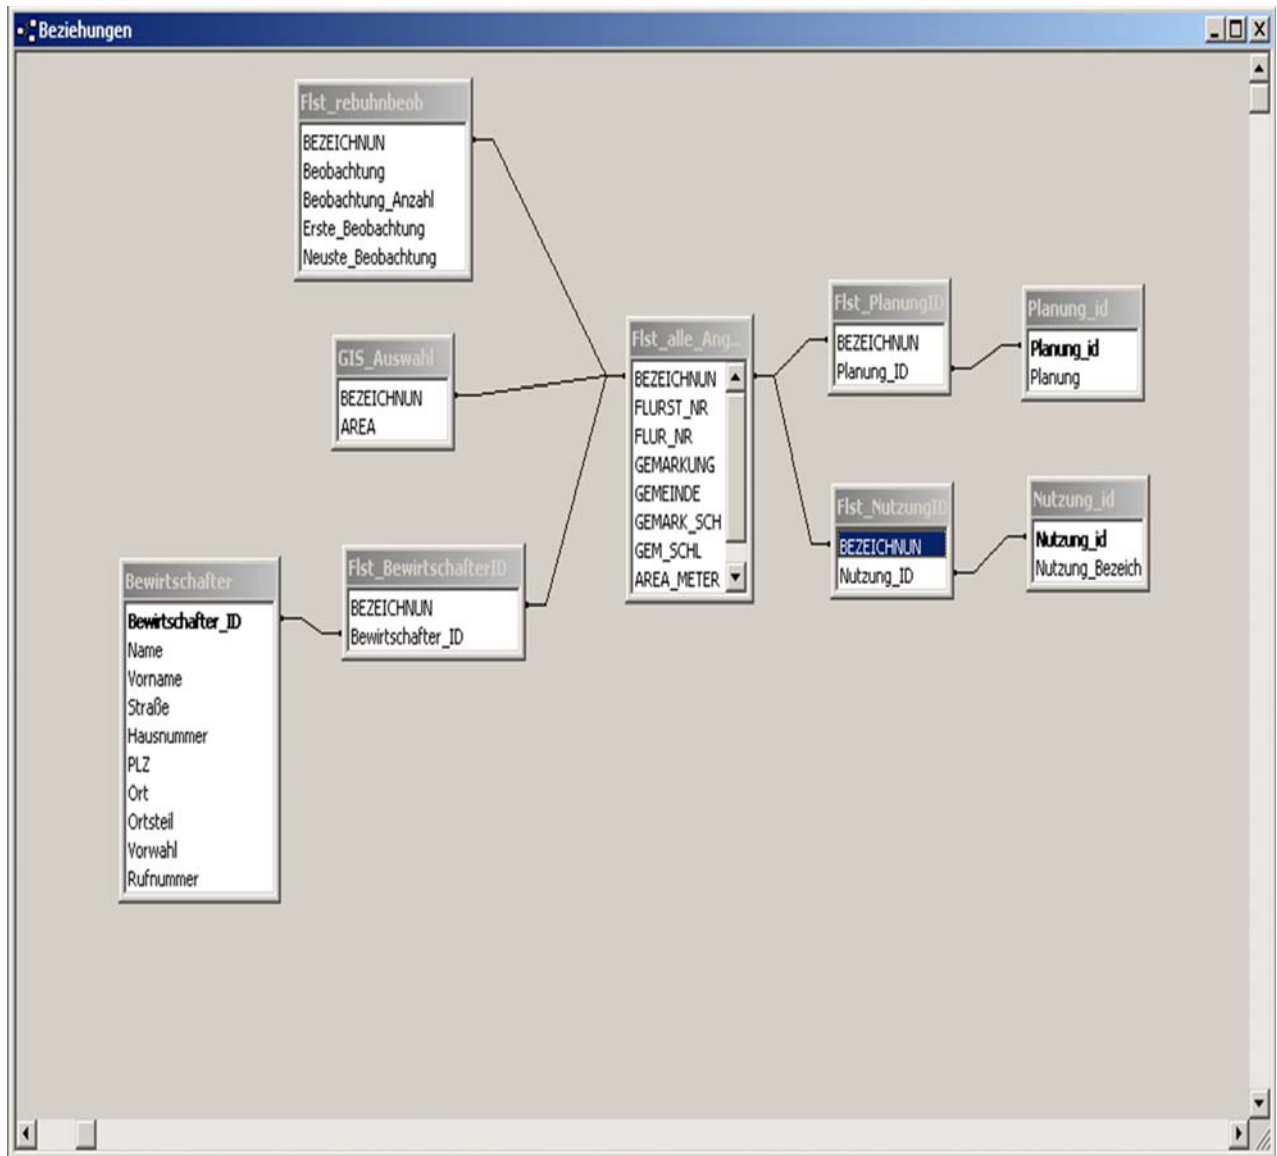 Beziehungen
Flst_rebuhnbeob
BEZEICHNUN
Beobachtung
Beobachtung_Anzahl
Erste_Beobachtung
Neuste_Beobachtung
GIS_Auswahl
BEZEICHNUN
AREA
Bewirtschafter
Bewirtschafter_ID
Name
Vorname
Straße
Hausnummer
PLZ
Ort
Ortsteil
Vorwahl
Rufnummer
Flst_BewirtschafterID
BEZEICHNUN
Bewirtschafter_ID
Flst_alle_Ang...
BEZEICHNUN
FLURST_NR
FLUR_NR
GEMARKUNG
GEMEINDE
GEMARK_SCH
GEM_SCHL
AREA_METER
Flst_PlanungID
BEZEICHNUN
Planung_ID
Planung_id
Planung_id
Planung
Flst_NutzungID
BEZEICHNUN
Nutzung_ID
Nutzung_id
Nutzung_id
Nutzung_Bezeich